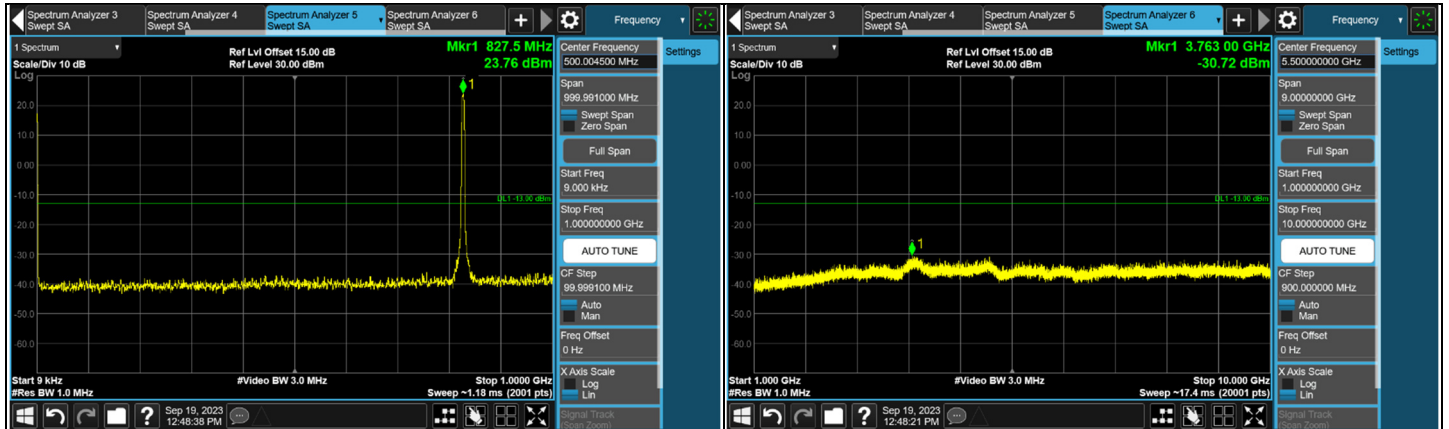 Spectrum Analyzer 3
Swept SA
Spectrum Analyzer 4
Swept SA
Spectrum Analyzer 5
Swept SA
Spectrum Analyzer 6
Swept SA
+
Frequency
1 Spectrum
Scale/Div 10 dB
Log
Ref Lvl Offset 15.00 dB
Ref Level 30.00 dBm
Mkr1 827.5 MHz
23.76 dBm
1
20.0
10.0
0.00
-10.0
-20.0
-30.0
-40.0
-50.0
-60.0
DL1 -13.00 dBm
Start 9 kHz
#Res BW 1.0 MHz
#Video BW 3.0 MHz
Stop 1.0000 GHz
Sweep ~1.18 ms (2001 pts)
Center Frequency
500.004500 MHz
Settings
Span
999.991000 MHz
Swept Span
Zero Span
Full Span
Start Freq
9.000 kHz
Stop Freq
1.000000000 GHz
AUTO TUNE
CF Step
99.999100 MHz
Auto
Man
Freq Offset
0 Hz
X Axis Scale
Log
Lin
Signal Track
(Span Zoom)
?
Sep 19, 2023
12:48:38 PM
Spectrum Analyzer 3
Swept SA
Spectrum Analyzer 4
Swept SA
Spectrum Analyzer 5
Swept SA
Spectrum Analyzer 6
Swept SA
+
Frequency
1 Spectrum
Scale/Div 10 dB
Log
Ref Lvl Offset 15.00 dB
Ref Level 30.00 dBm
Mkr1 3.763 00 GHz
-30.72 dBm
1
20.0
10.0
0.00
-10.0
-20.0
-30.0
-40.0
-50.0
-60.0
DL1 -13.00 dBm
Start 1.000 GHz
#Res BW 1.0 MHz
#Video BW 3.0 MHz
Stop 10.000 GHz
Sweep ~17.4 ms (20001 pts)
Center Frequency
5.500000000 GHz
Settings
Span
9.00000000 GHz
Swept Span
Zero Span
Full Span
Start Freq
1.000000000 GHz
Stop Freq
10.000000000 GHz
AUTO TUNE
CF Step
900.000000 MHz
Auto
Man
Freq Offset
0 Hz
X Axis Scale
Log
Lin
Signal Track
(Span Zoom)
?
Sep 19, 2023
12:48:21 PM